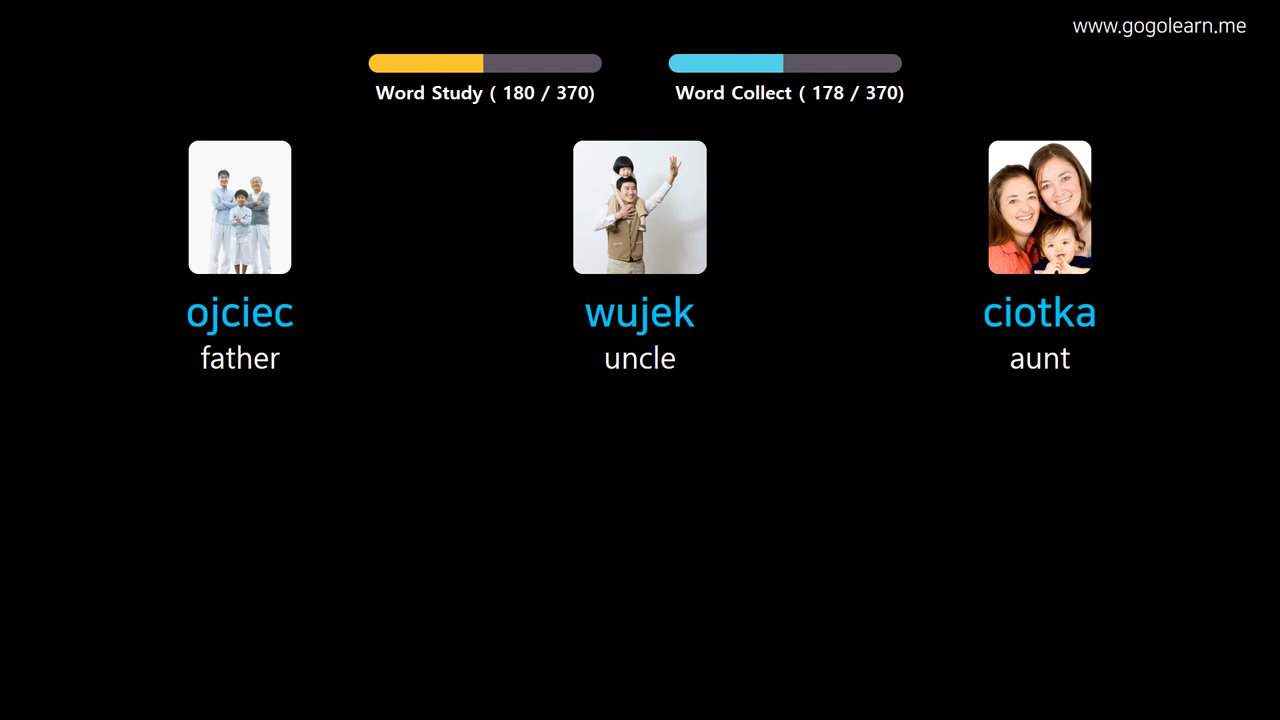 www.gogolearn.me
Word Study ( 180 / 370)
Word Collect ( 178 / 370)
ojciec
father
wujek
uncle
ciotka
aunt